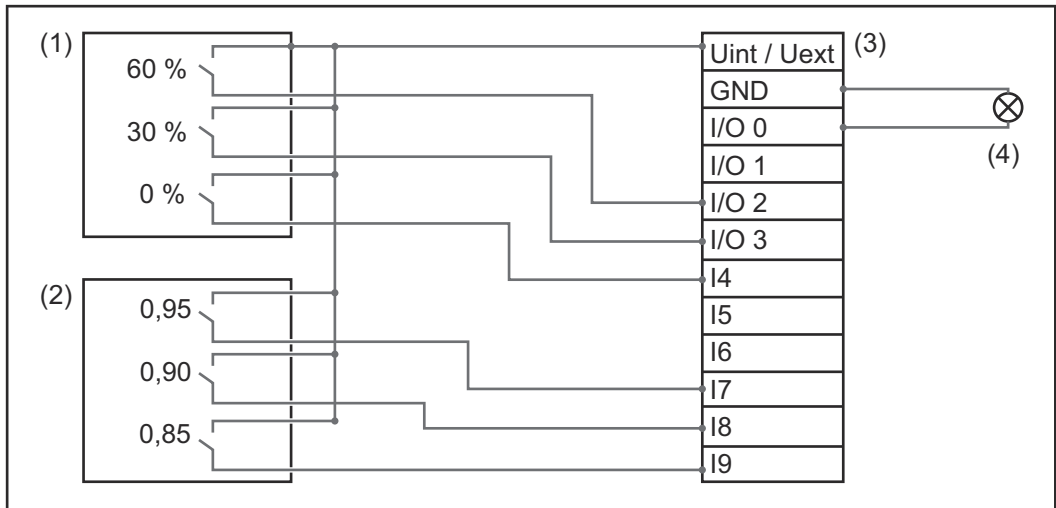 (1)
60 %
30 %
0 %
(2)
0,95
0,90
0,85
(3)
Uint / Uext
GND
I/O 0
I/O 1
I/O 2
I/O 3
I4
I5
I6
I7
I8
I9
(4)